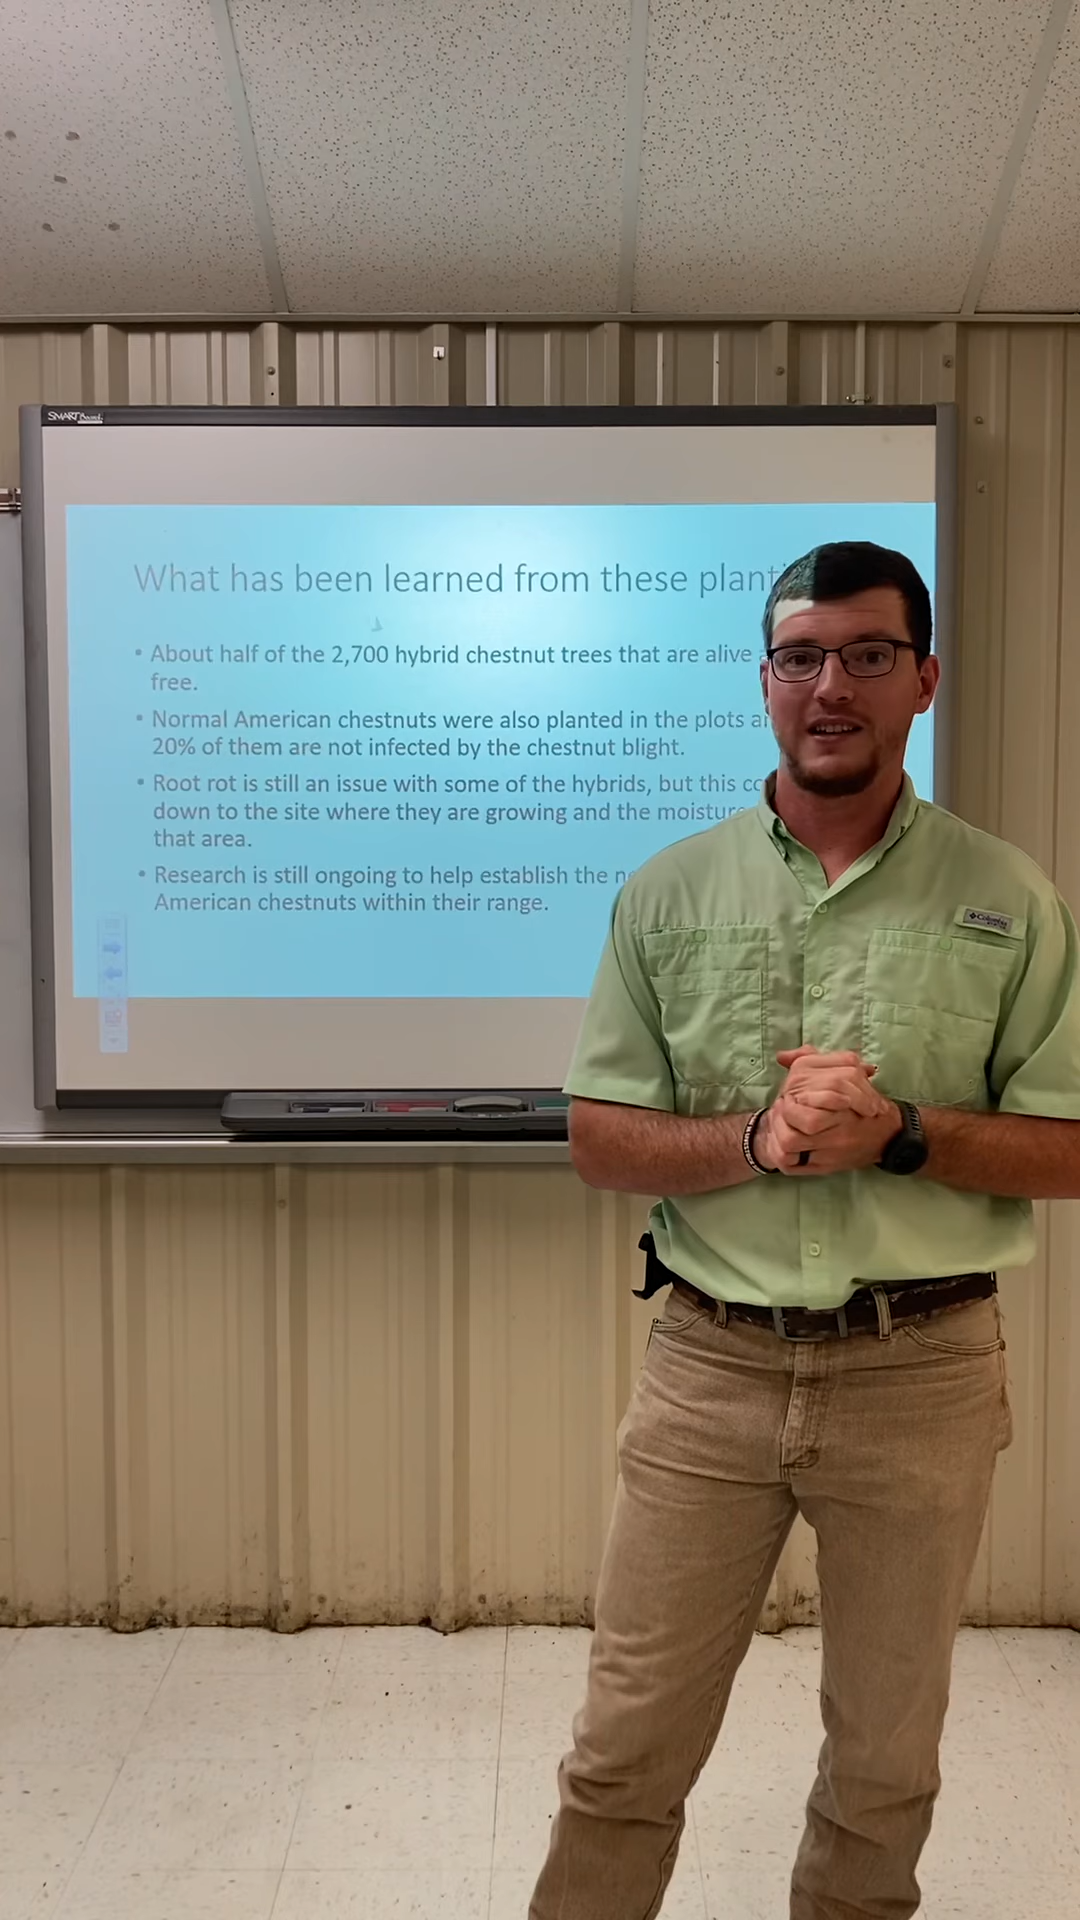 SMART Board
What has been learned from these
• About half of the 2,700 hybrid chestnut trees that are alive
free.
• Normal American chestnuts were also planted in the plots
20% of them are not infected by the chestnut blight.
• Root rot is still an issue with some of the hybrids, but this
down to the site where they are growing and the moisture
that area.
• Research is still ongoing to help establish the
American chestnuts within their range.
Columbia